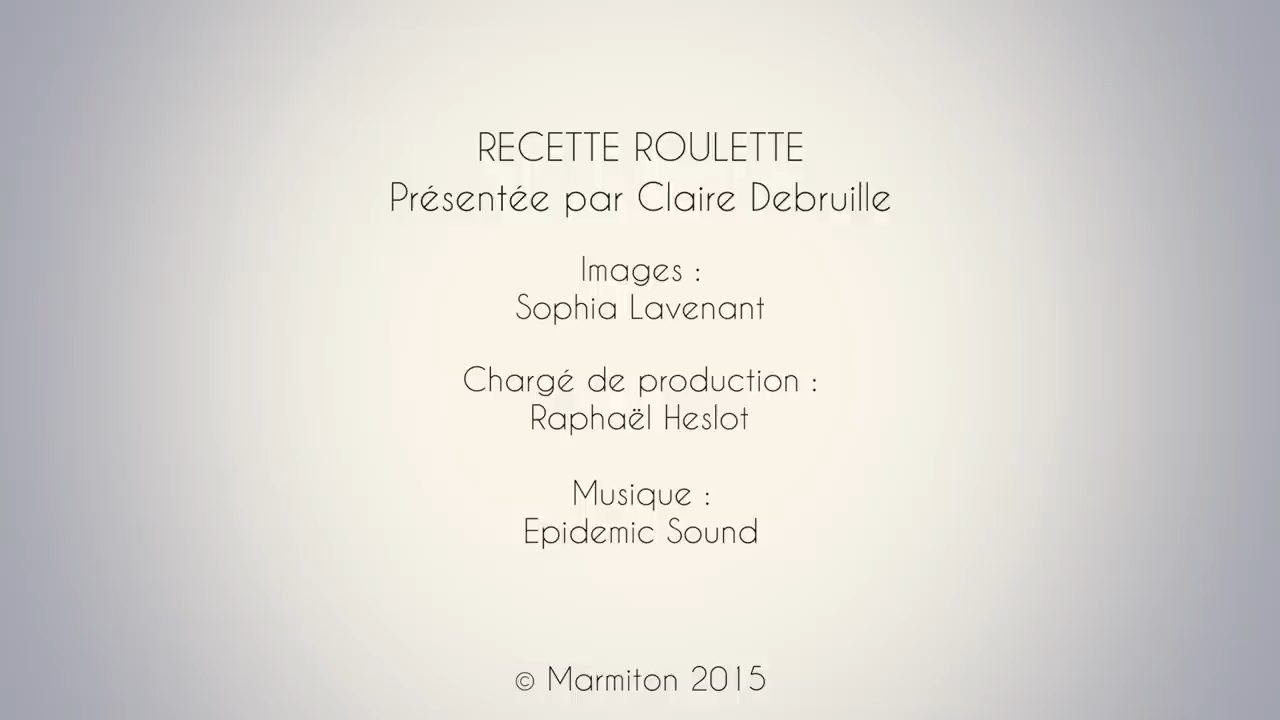 RECETTE ROULETTE
Présentée par Claire Debruille
Images :
Sophia Lavenant
Chargé de production :
Raphaël Heslot
Musique :
Epidemic Sound
© Marmiton 2015